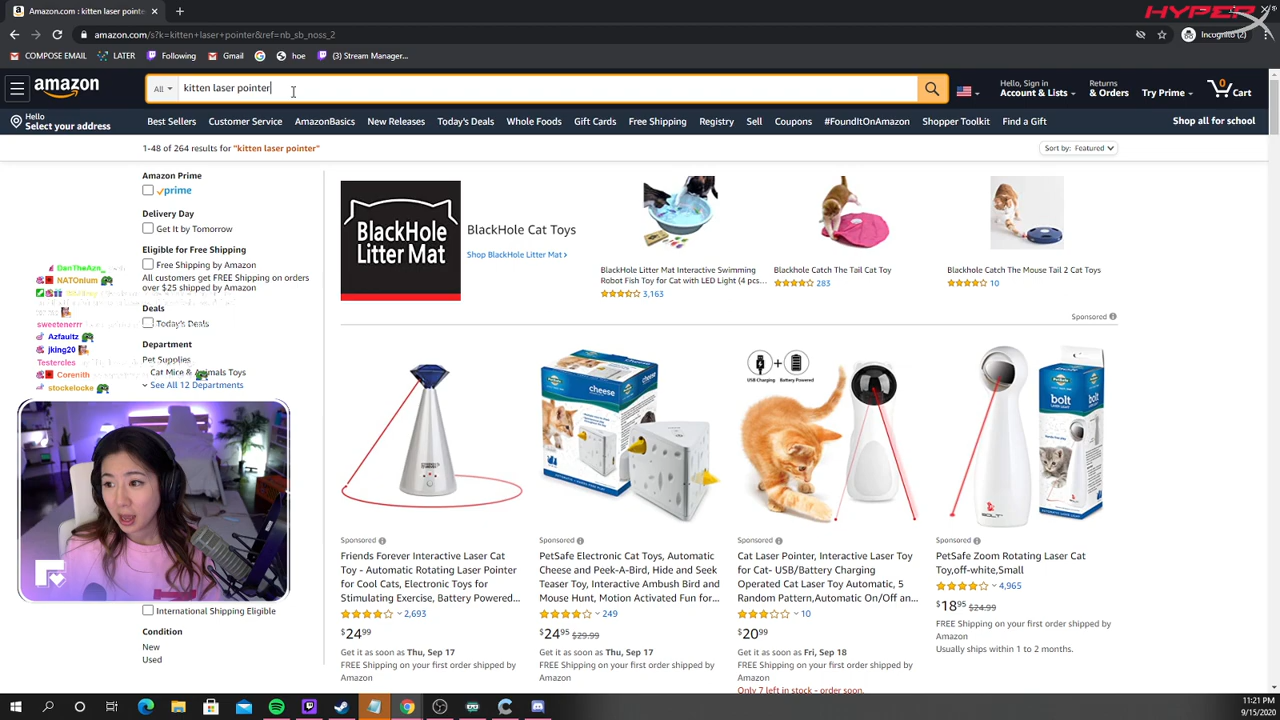 Amazon.com : kitten laser pointe
HYPERX
amazon.com/s?k=kitten+laser+pointer&ref=nb_sb_noss_2
Incognito (2)
COMPOSE EMAIL
LATER
Following
Gmail
hoe
(3) Stream Manager...
amazon
All
kitten laser pointer
Hello, Sign in
Account & Lists
Returns
& Orders
Try Prime
0
Cart
Hello
Select your address
Best Sellers
Customer Service
AmazonBasics
New Releases
Today's Deals
Whole Foods
Gift Cards
Free Shipping
Registry
Sell
Coupons
#FoundItOnAmazon
Shopper Toolkit
Find a Gift
Shop all for school
1-48 of 264 results for "kitten laser pointer"
Sort by: Featured
Amazon Prime
prime
Delivery Day
Get It by Tomorrow
Eligible for Free Shipping
Free Shipping by Amazon
All customers get FREE Shipping on orders
over $25 shipped by Amazon
Deals
Today's Deals
Department
Pet Supplies
Cat Mice & Animals Toys
See All 12 Departments
DanTheAzn_
NATOnium
sweetenerrr
Azfaultz
jking20
Testercles
Corenith
stockelocke
International Shipping Eligible
Condition
New
Used
BlackHole
Litter Mat
BlackHole Cat Toys
Shop BlackHole Litter Mat ›
BlackHole Litter Mat Interactive Swimming
Robot Fish Toy for Cat with LED Light (4 pcs...
3,163
Blackhole Catch The Tail Cat Toy
283
Blackhole Catch The Mouse Tail 2 Cat Toys
10
Sponsored
cheese
cheese
USB Charging
Battery Powered
PetSafe
bolt
BOLT
Sponsored
Friends Forever Interactive Laser Cat
Toy - Automatic Rotating Laser Pointer
for Cool Cats, Electronic Toys for
Stimulating Exercise, Battery Powered...
2,693
$24⁹⁹
Get it as soon as Thu, Sep 17
FREE Shipping on your first order shipped by
Amazon
Sponsored
PetSafe Electronic Cat Toys, Automatic
Cheese and Peek-A-Bird, Hide and Seek
Teaser Toy, Interactive Ambush Bird and
Mouse Hunt, Motion Activated Fun for...
249
$24⁹⁵ $29.99
Get it as soon as Thu, Sep 17
FREE Shipping on your first order shipped by
Amazon
Sponsored
Cat Laser Pointer, Interactive Laser Toy
for Cat- USB/Battery Charging
Operated Cat Laser Toy Automatic, 5
Random Pattern,Automatic On/Off an...
10
$20⁹⁹
Get it as soon as Fri, Sep 18
FREE Shipping on your first order shipped by
Amazon
Only 7 left in stock - order soon.
Sponsored
PetSafe Zoom Rotating Laser Cat
Toy,off-white,Small
4,965
$18⁹⁵ $24.99
FREE Shipping on your first order shipped by
Amazon
Usually ships within 1 to 2 months.
11:21 PM
9/15/2020